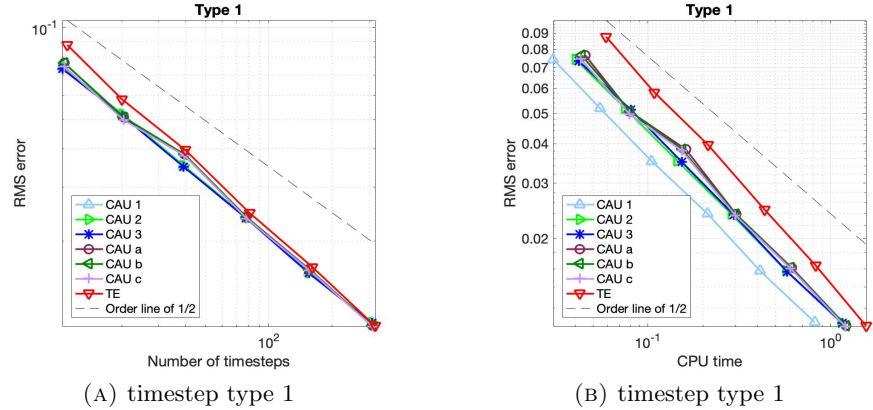 Type 1
10^-1
RMS error
CAU 1
CAU 2
CAU 3
CAU a
CAU b
CAU c
TE
Order line of 1/2
10^2
Number of timesteps
(A) timestep type 1
Type 1
0.09
0.08
0.07
0.06
0.05
0.04
0.03
0.02
RMS error
CAU 1
CAU 2
CAU 3
CAU a
CAU b
CAU c
TE
Order line of 1/2
10^-1
10^0
CPU time
(B) timestep type 1